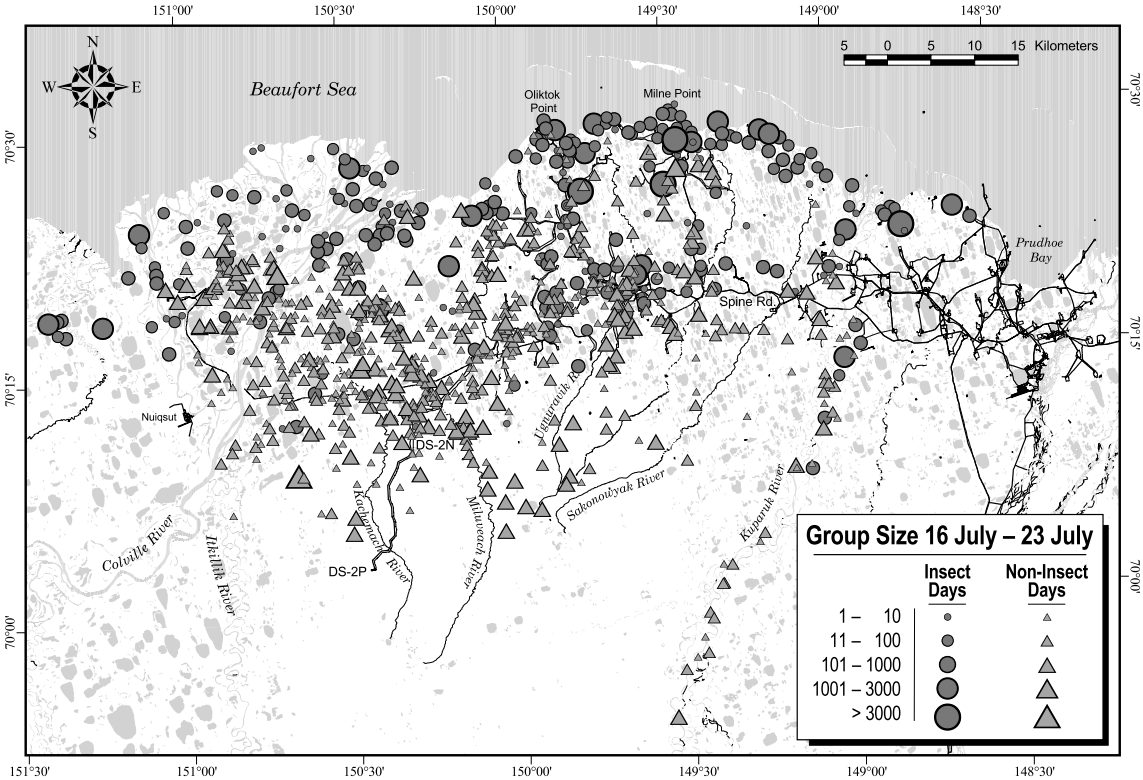 151°00' 150°30' 150°00' 149°30' 149°00' 148°30'
N
W E
S
Beaufort Sea
5 0 5 10 15 Kilometers
70°30'
Oliktok
Point
Milne Point
70°30'
Prudhoe
Bay
Spine Rd.
70°15'
70°15'
Nuiqsut
Ugnuravik R.
DS-2N
Sakonowyak River
Kachemach River
Miluveach River
Kuparuk River
Colville River
Itkillik River
DS-2P
70°00'
70°00'
Group Size 16 July – 23 July
Insect Days
Non-Insect Days
1 – 10
11 – 100
101 – 1000
1001 – 3000
> 3000
151°30' 151°00' 150°30' 150°00' 149°30' 149°00' 148°30'